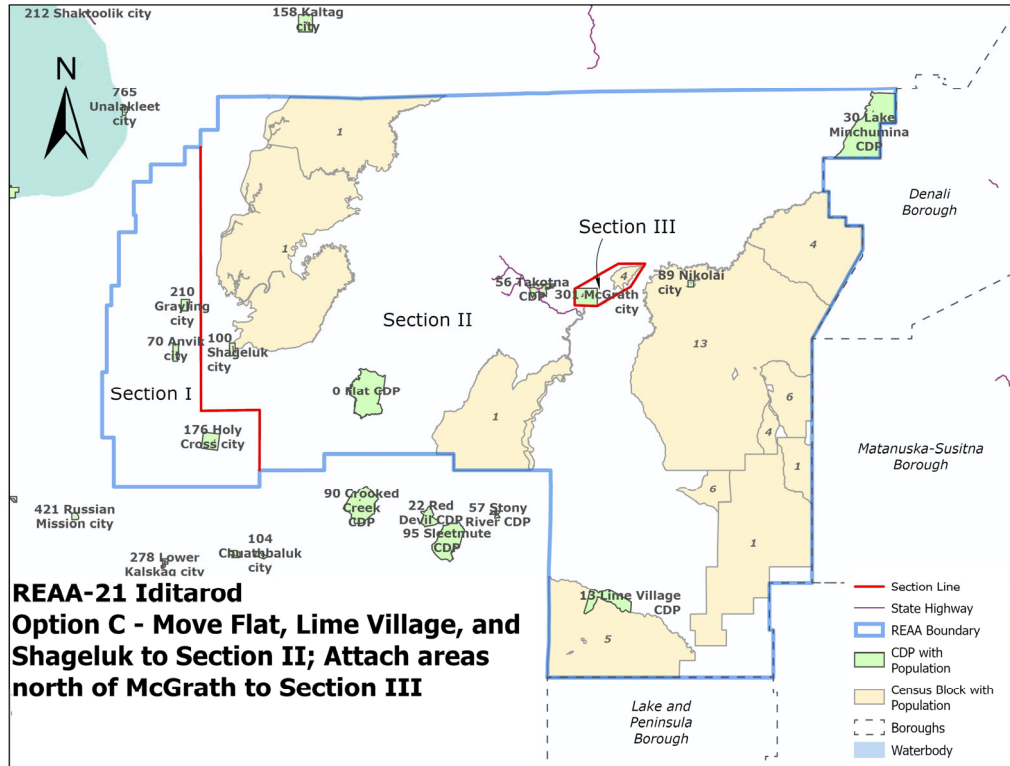 212 Shaktoolik city
158 Kaltag
city
N
765
Unalakleet
city
1
30 Lake
Minchumina
CDP
Denali
Borough
1
4
Section III
4
56 Takotna
CDP
301 McGrath
city
89 Nikolai
city
210
Grayling
city
Section II
70 Anvik
city
100
Shageluk
city
13
Section I
0 Flat CDP
1
6
4
176 Holy
Cross city
Matanuska-Susitna
Borough
1
6
90 Crooked
Creek
CDP
22 Red
Devil CDP
57 Stony
River CDP
421 Russian
Mission city
95 Sleetmute
CDP
1
104
Chuathbaluk
city
278 Lower
Kalskag city
REAA-21 Iditarod
Option C - Move Flat, Lime Village, and
Shageluk to Section II; Attach areas
north of McGrath to Section III
13 Lime Village
CDP
5
Lake and
Peninsula
Borough
Section Line
State Highway
REAA Boundary
CDP with
Population
Census Block with
Population
Boroughs
Waterbody